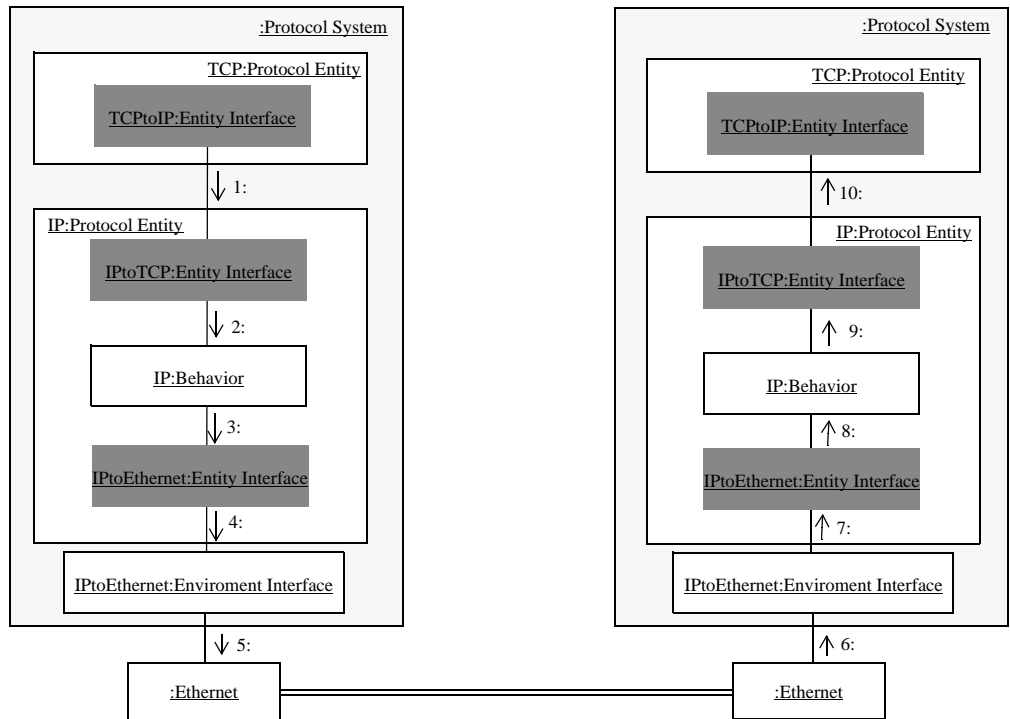 :Protocol System
TCP:Protocol Entity
TCPtoIP:Entity Interface
1:
IP:Protocol Entity
IPtoTCP:Entity Interface
2:
IP:Behavior
3:
IPtoEthernet:Entity Interface
4:
IPtoEthernet:Enviroment Interface
5:
:Ethernet
:Protocol System
TCP:Protocol Entity
TCPtoIP:Entity Interface
10:
IP:Protocol Entity
IPtoTCP:Entity Interface
9:
IP:Behavior
8:
IPtoEthernet:Entity Interface
7:
IPtoEthernet:Enviroment Interface
6:
:Ethernet